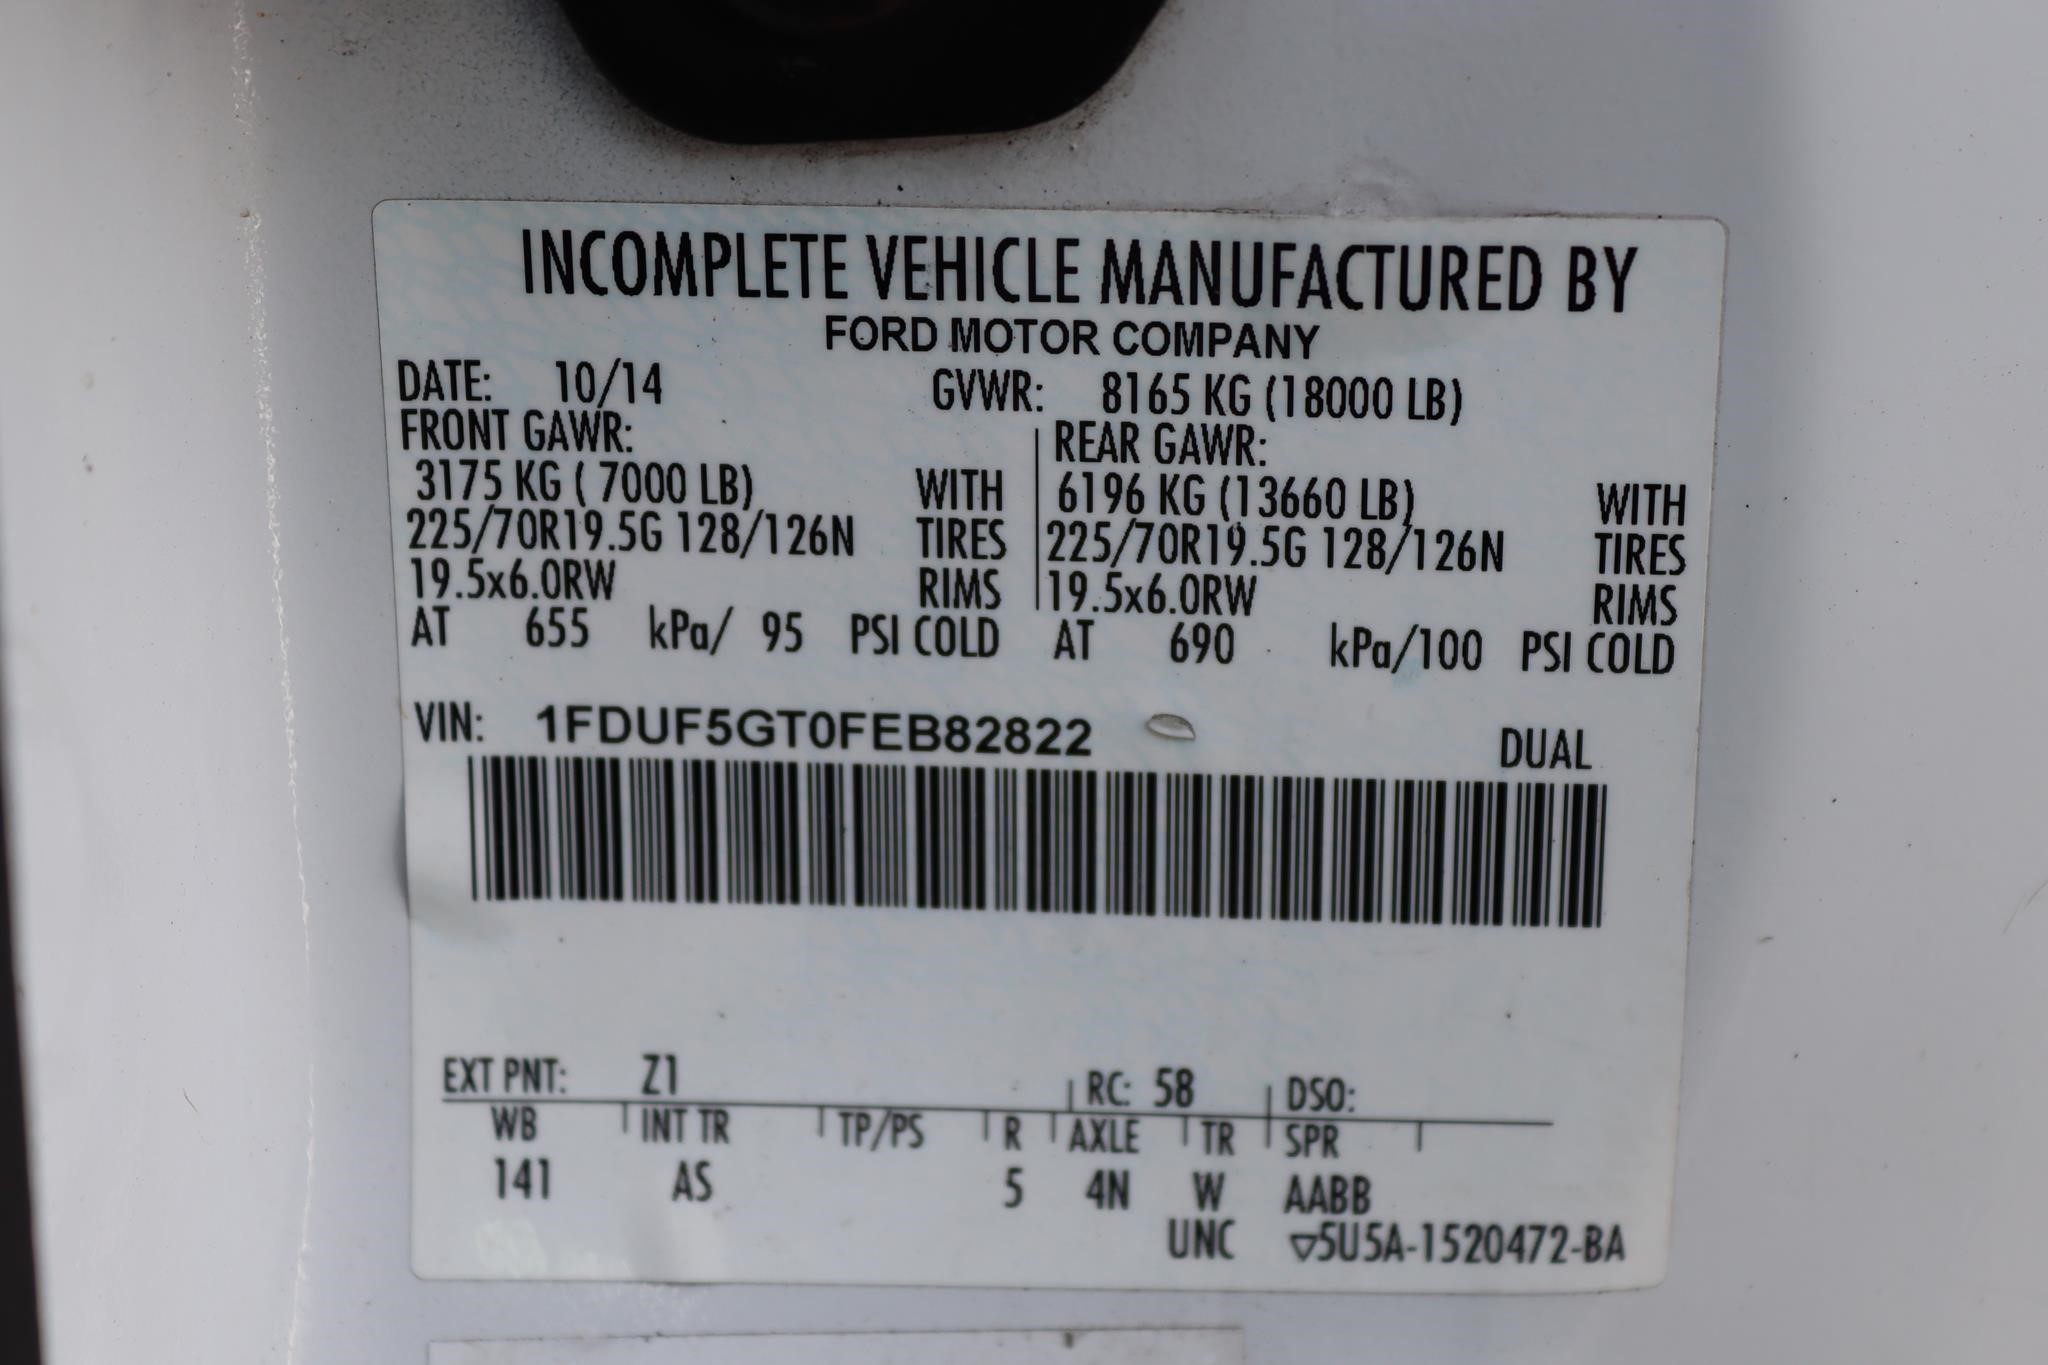 INCOMPLETE VEHICLE MANUFACTURED BY
FORD MOTOR COMPANY
DATE: 10/14 GVWR: 8165 KG (18000 LB)
FRONT GAWR: REAR GAWR:
3175 KG ( 7000 LB) WITH 6196 KG (13660 LB) WITH
225/70R19.5G 128/126N TIRES 225/70R19.5G 128/126N TIRES
19.5x6.0RW RIMS 19.5x6.0RW RIMS
AT 655 kPa/ 95 PSI COLD AT 690 kPa/100 PSI COLD
VIN: 1FDUF5GT0FEB82822 DUAL
EXT PNT: Z1 RC: 58 DSO:
WB INT TR TP/PS R AXLE TR SPR
141 AS 5 4N W AABB
UNC ▽5U5A-1520472-BA